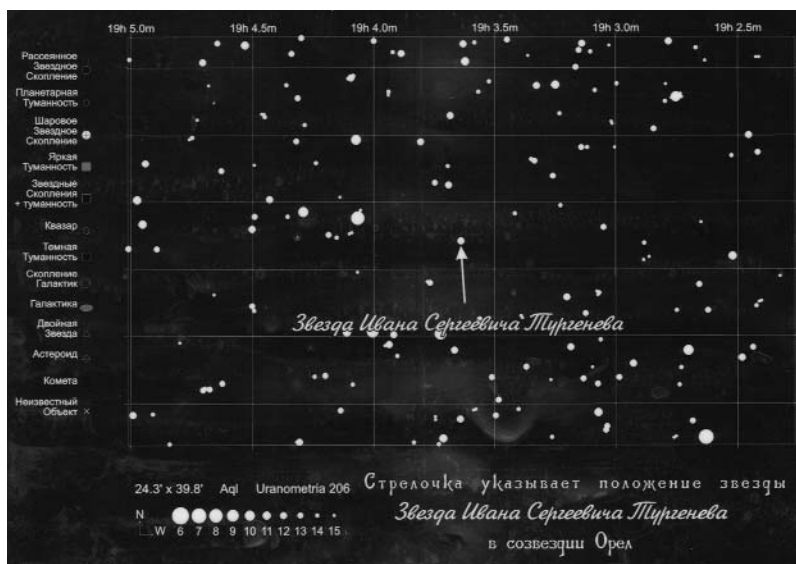 19h 5.0m 19h 4.5m 19h 4.0m 19h 3.5m 19h 3.0m 19h 2.5m
Рассеянное
Звездное
Скопление
Планетарная
Туманность
Шаровое
Звездное
Скопление
Яркая
Туманность
Звездные
Скопления
+ туманность
Квазар
Темная
Туманность
Скопление
Галактик
Галактика
Двойная
Звезда
Астероид
Комета
Неизвестный
Объект
Звезда Ивана Сергеевича Тургенева
24.3' x 39.8' Aql Uranometria 206
N
W 6 7 8 9 10 11 12 13 14 15
Стрелочка указывает положение звезды
Звезда Ивана Сергеевича Тургенева
в созвездии Орел